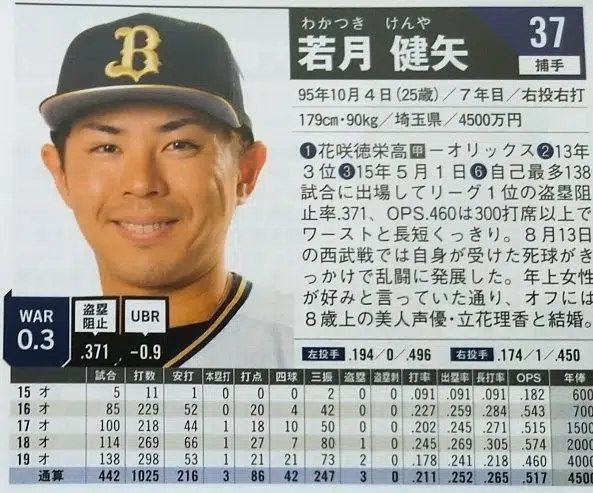 B
わかつき けんや
若月 健矢
37
捕手
95年10月4日(25歳)/7年目/右投右打
179cm・90kg/埼玉県/4500万円
❶花咲徳栄高甲ーオリックス❷13年
3位❸15年5月1日❻自己最多138
試合に出場してリーグ1位の盗塁阻
止率.371、OPS.460は300打席以上で
ワーストと長短くっきり。8月13日
の西武戦では自身が受けた死球がき
っかけで乱闘に発展した。年上女性
が好みと言っていた通り、オフには
8歳上の美人声優・立花理香と結婚。
WAR
0.3
盗塁
阻止
.371
UBR
-0.9
左投手 .194/0/.496 右投手 .174/1/.450
試合 打数 安打 本塁打 打点 四球 三振 盗塁 盗塁刺 打率 出塁率 長打率 OPS 年俸
15 オ 5 11 1 0 0 0 2 0 0 .091 .091 .091 .182 600
16 オ 85 229 52 0 20 4 42 0 0 .227 .259 .284 .543 700
17 オ 100 218 44 1 18 10 50 0 0 .202 .245 .271 .515 1500
18 オ 114 269 66 1 27 7 80 1 0 .245 .269 .305 .574 2000
19 オ 138 298 53 1 21 21 73 2 0 .178 .241 .218 .460 4000
通算 442 1025 216 3 86 42 247 3 0 .211 .252 .265 .517 4500